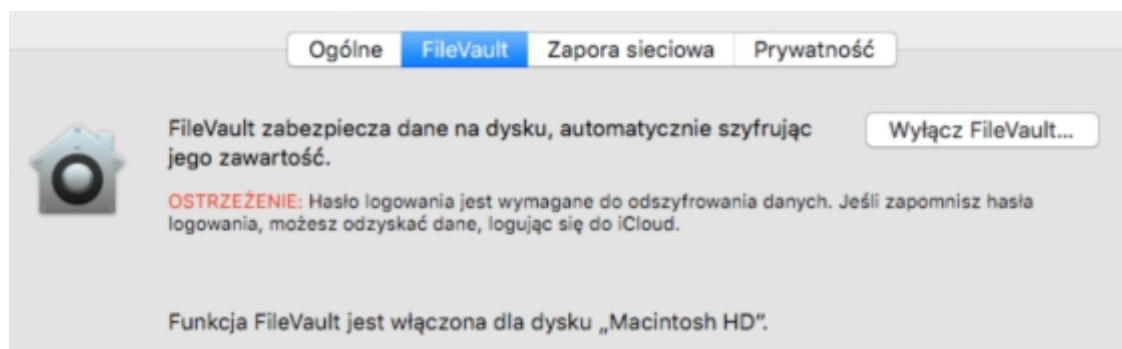 Ogólne FileVault Zapora sieciowa Prywatność
FileVault zabezpiecza dane na dysku, automatycznie szyfrując
jego zawartość.
Wyłącz FileVault...
OSTRZEŻENIE: Hasło logowania jest wymagane do odszyfrowania danych. Jeśli zapomnisz hasła
logowania, możesz odzyskać dane, logując się do iCloud.
Funkcja FileVault jest włączona dla dysku „Macintosh HD”.